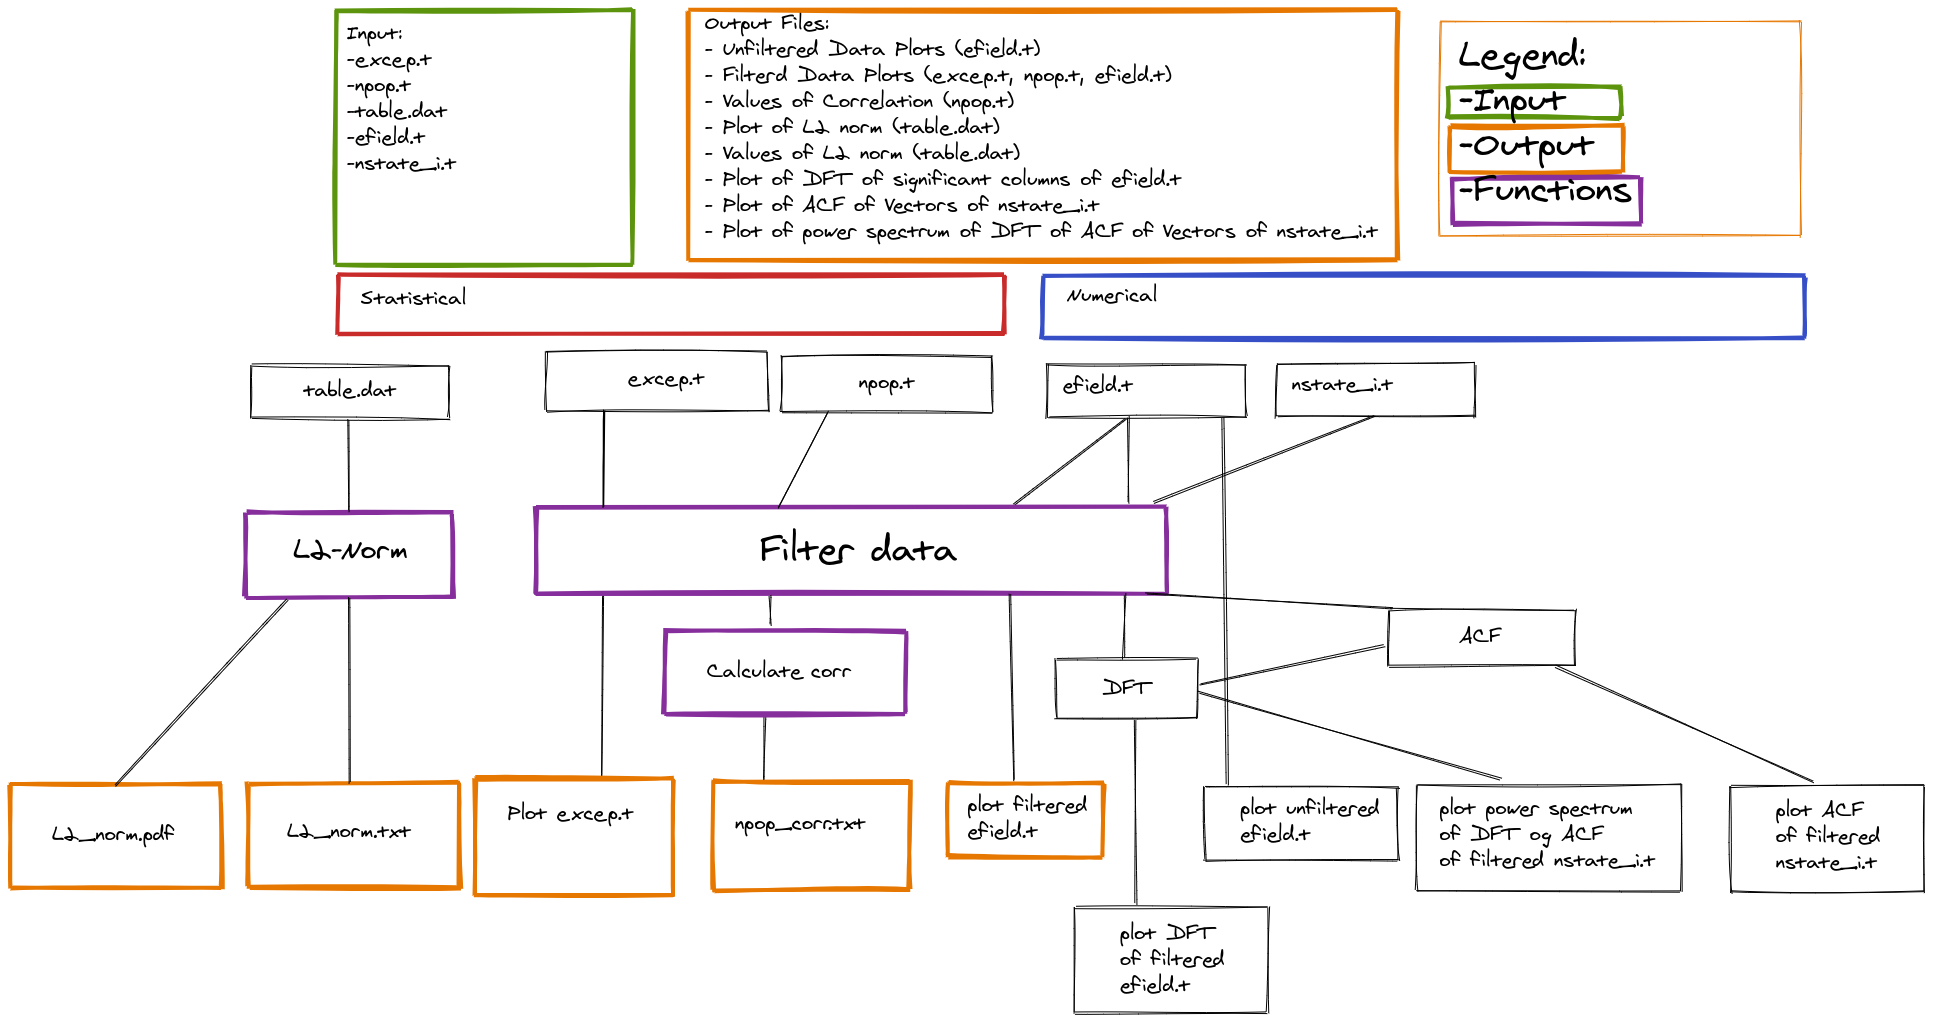 Input:
-excep.t
-npop.t
-table.dat
-efield.t
-nstate_i.t
Output Files:
- Unfiltered Data Plots (efield.t)
- Filterd Data Plots (excep.t, npop.t, efield.t)
- Values of Correlation (npop.t)
- Plot of L2 norm (table.dat)
- Values of L2 norm (table.dat)
- Plot of DFT of significant columns of efield.t
- Plot of ACF of Vectors of nstate_i.t
- Plot of power spectrum of DFT of ACF of Vectors of nstate_i.t
Legend:
-Input
-Output
-Functions
Statistical
Numerical
table.dat
excep.t
npop.t
efield.t
nstate_i.t
L2-Norm
Filter data
Calculate corr
DFT
ACF
L2_norm.pdf
L2_norm.txt
Plot excep.t
npop_corr.txt
plot filtered
efield.t
plot unfiltered
efield.t
plot power spectrum
of DFT og ACF
of filtered nstate_i.t
plot ACF
of filtered
nstate_i.t
plot DFT
of filtered
efield.t